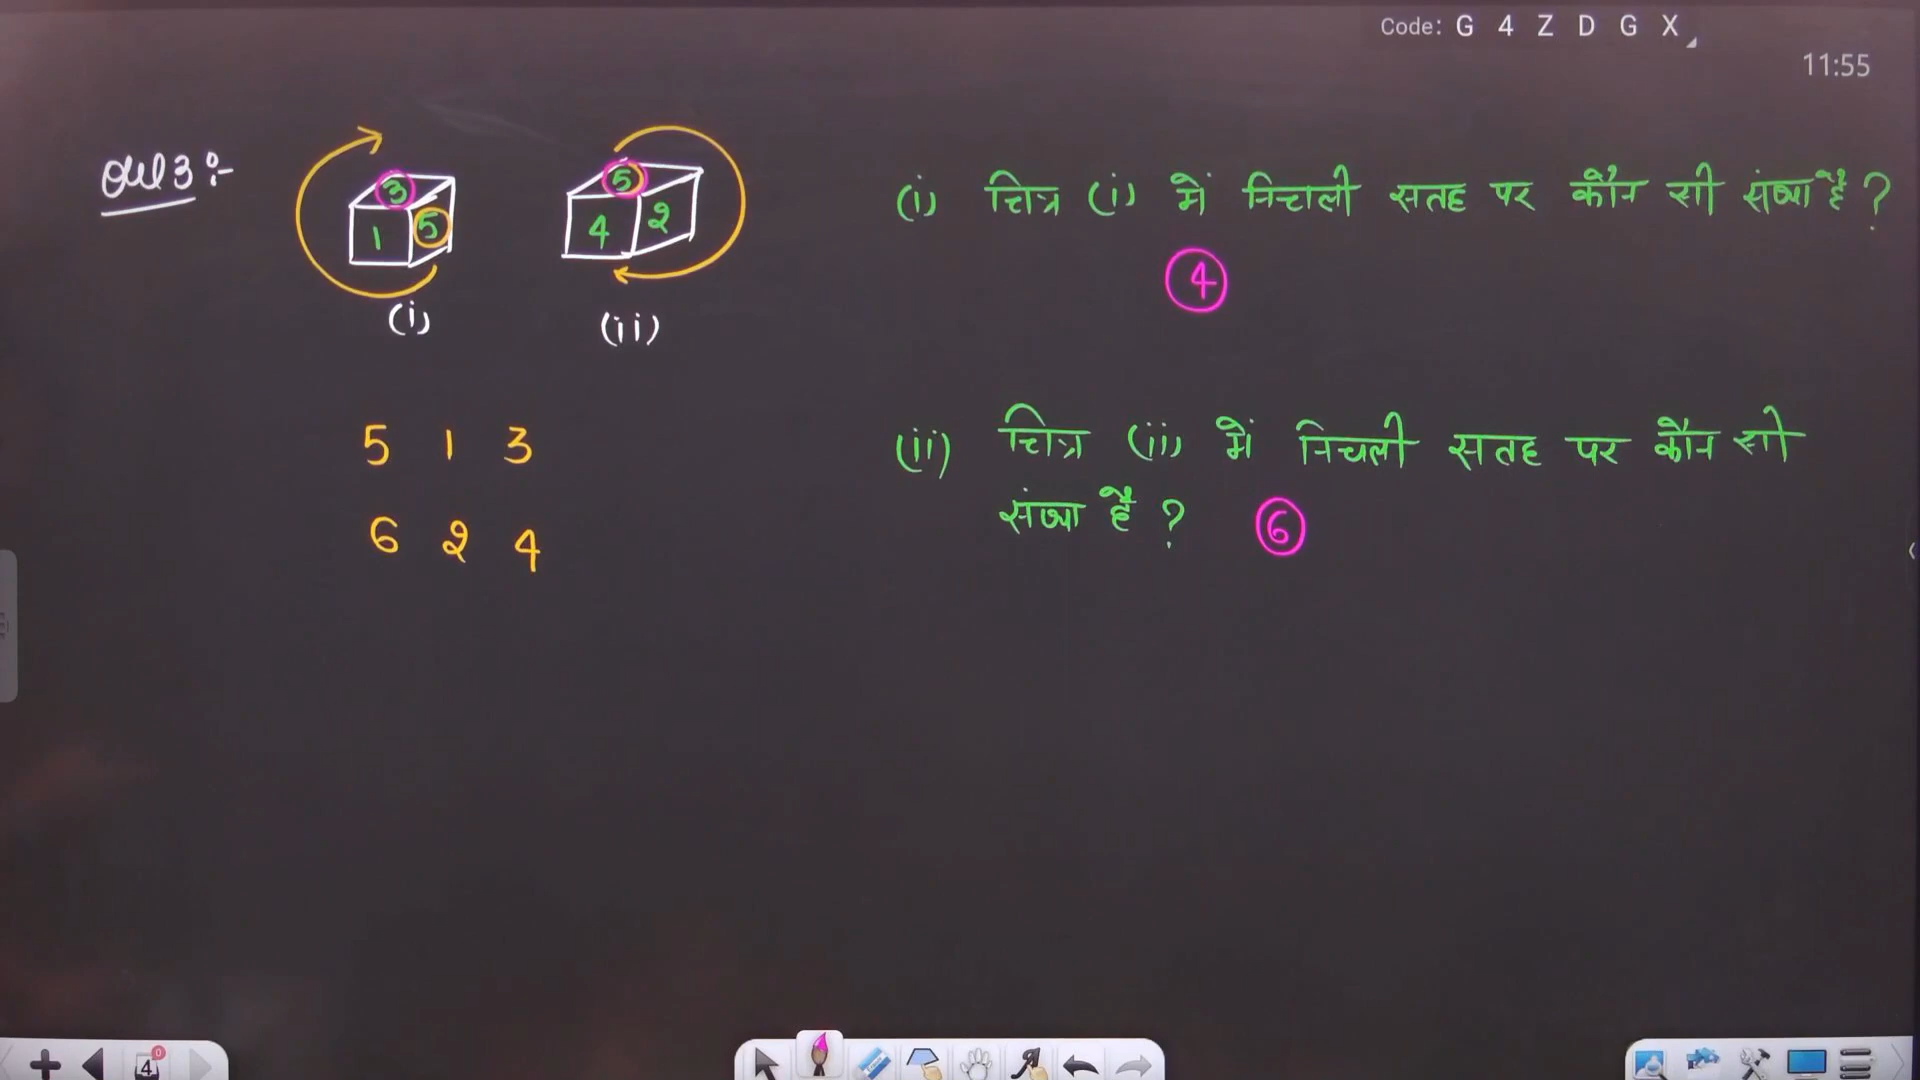 Code: G 4 Z D G X
11:55
Que 3:-
3
1 5
5
4 2
(i)
(ii)
(i) चित्र (i) में निचली सतह पर कौन सी संख्या है ?
4
5 1 3
6 2 4
(ii) चित्र (ii) में निचली सतह पर कौन सी
संख्या है ? 6
4